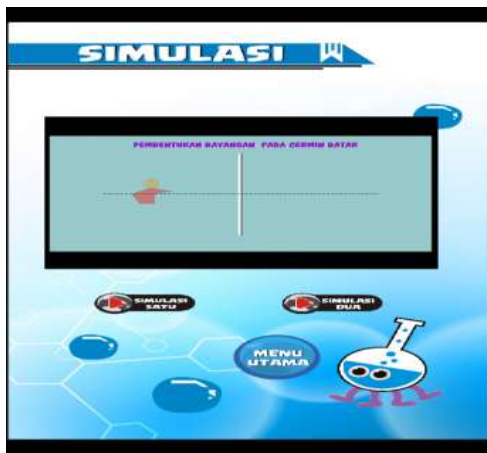 SIMULASI
PEMBENTUKAN BAYANGAN PADA CERMIN DATAR
SIMULASI
SATU
SIMULASI
DUA
MENU
UTAMA